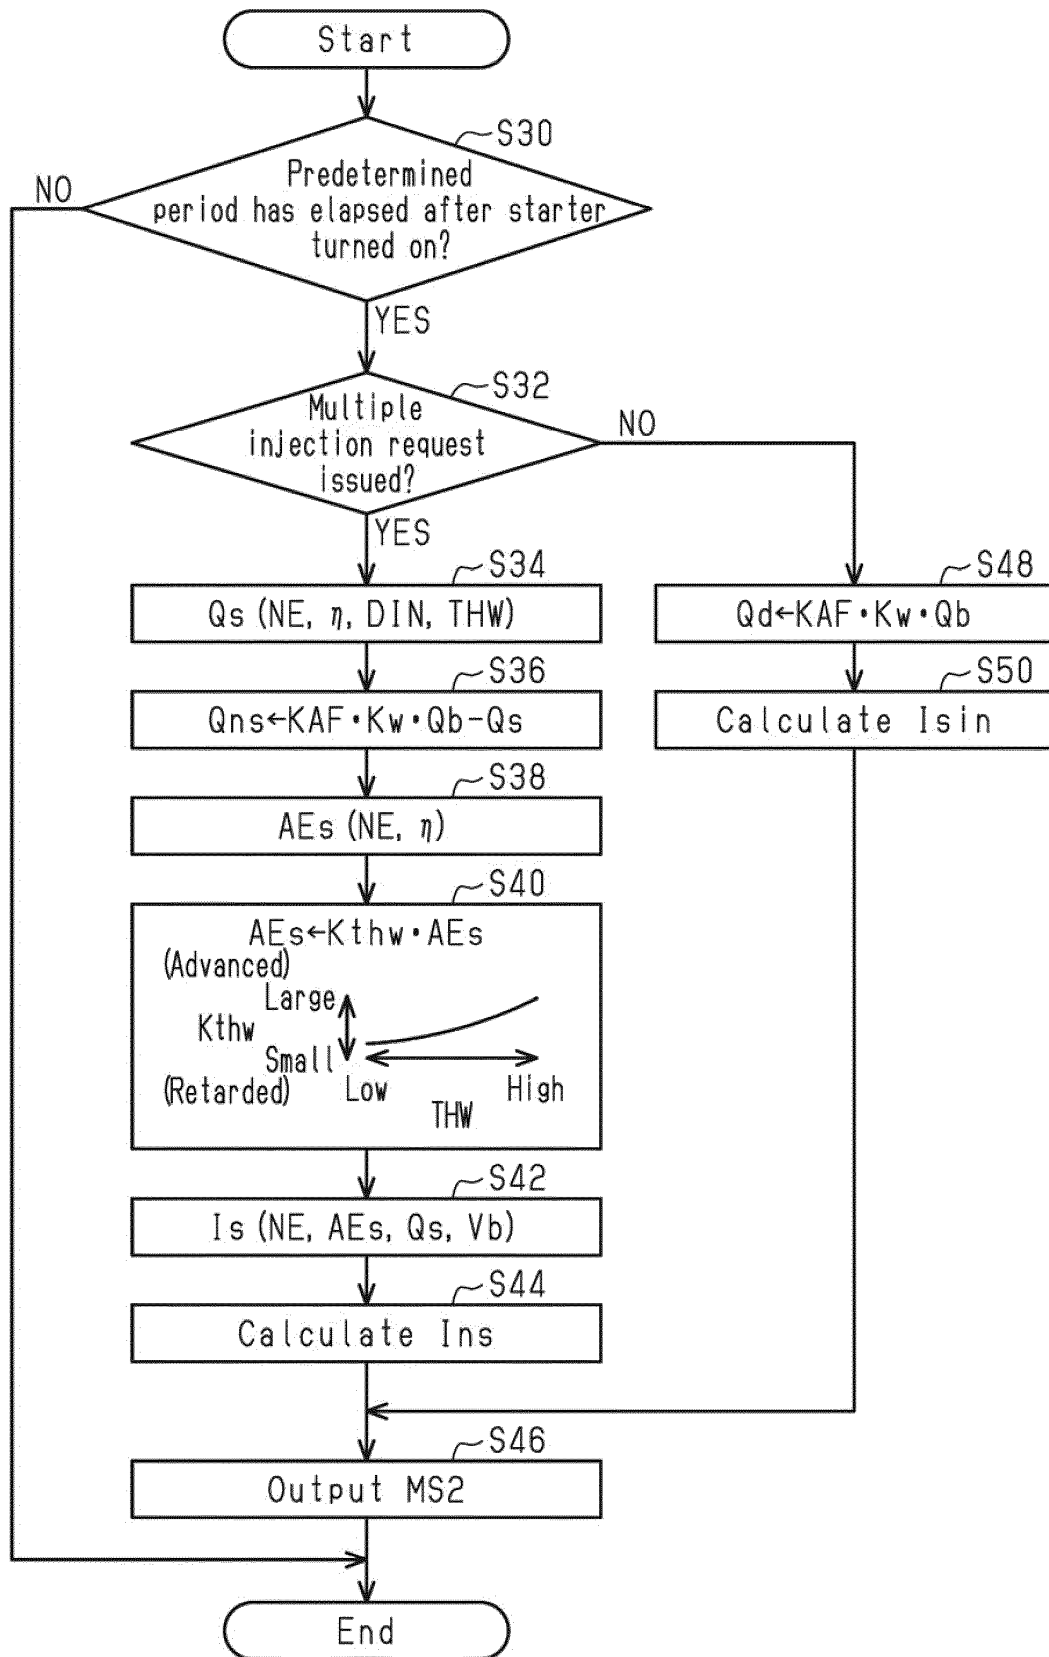 Start
S30
Predetermined
period has elapsed after starter
turned on?
NO
YES
S32
Multiple
injection request
issued?
NO
YES
S34
Qs (NE, η, DIN, THW)
S36
Qns←KAF・Kw・Qb-Qs
S38
AEs (NE, η)
S40
AEs←Kthw・AEs
(Advanced)
Large
Kthw
Small
(Retarded)
Low
High
THW
S42
Is (NE, AEs, Qs, Vb)
S44
Calculate Ins
S48
Qd←KAF・Kw・Qb
S50
Calculate Isin
S46
Output MS2
End